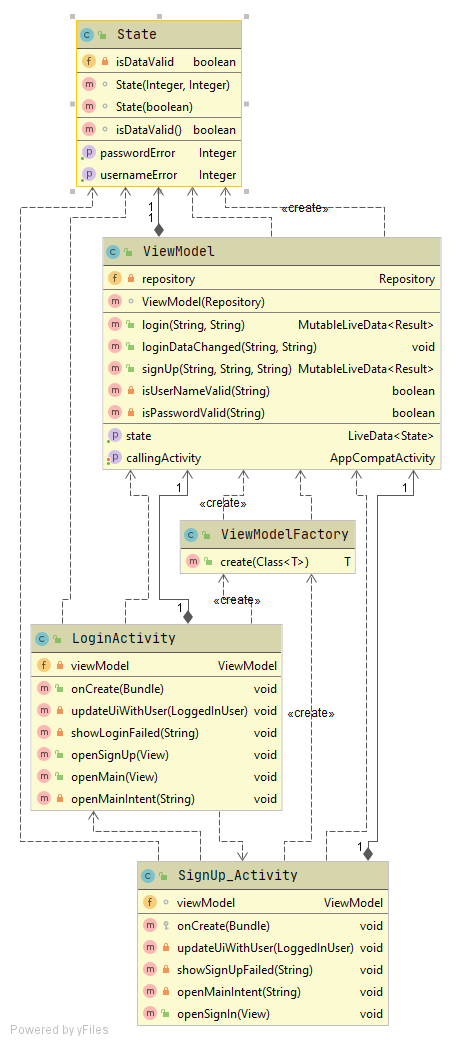 State
isDataValid boolean
State(Integer, Integer)
State(boolean)
isDataValid() boolean
passwordError Integer
usernameError Integer
1
1
«create»
ViewModel
repository Repository
ViewModel(Repository)
login(String, String) MutableLiveData<Result>
loginDataChanged(String, String) void
signUp(String, String, String) MutableLiveData<Result>
isUserNameValid(String) boolean
isPasswordValid(String) boolean
state LiveData<State>
callingActivity AppCompatActivity
1 1
«create»
ViewModelFactory
create(Class<T>) T
«create»
1
LoginActivity
viewModel ViewModel
onCreate(Bundle) void
updateUiWithUser(LoggedInUser) void
showLoginFailed(String) void
openSignUp(View) void
openMain(View) void
openMainIntent(String) void
«create»
1
SignUp_Activity
viewModel ViewModel
onCreate(Bundle) void
updateUiWithUser(LoggedInUser) void
showSignUpFailed(String) void
openMainIntent(String) void
openSignIn(View) void
Powered by yFiles